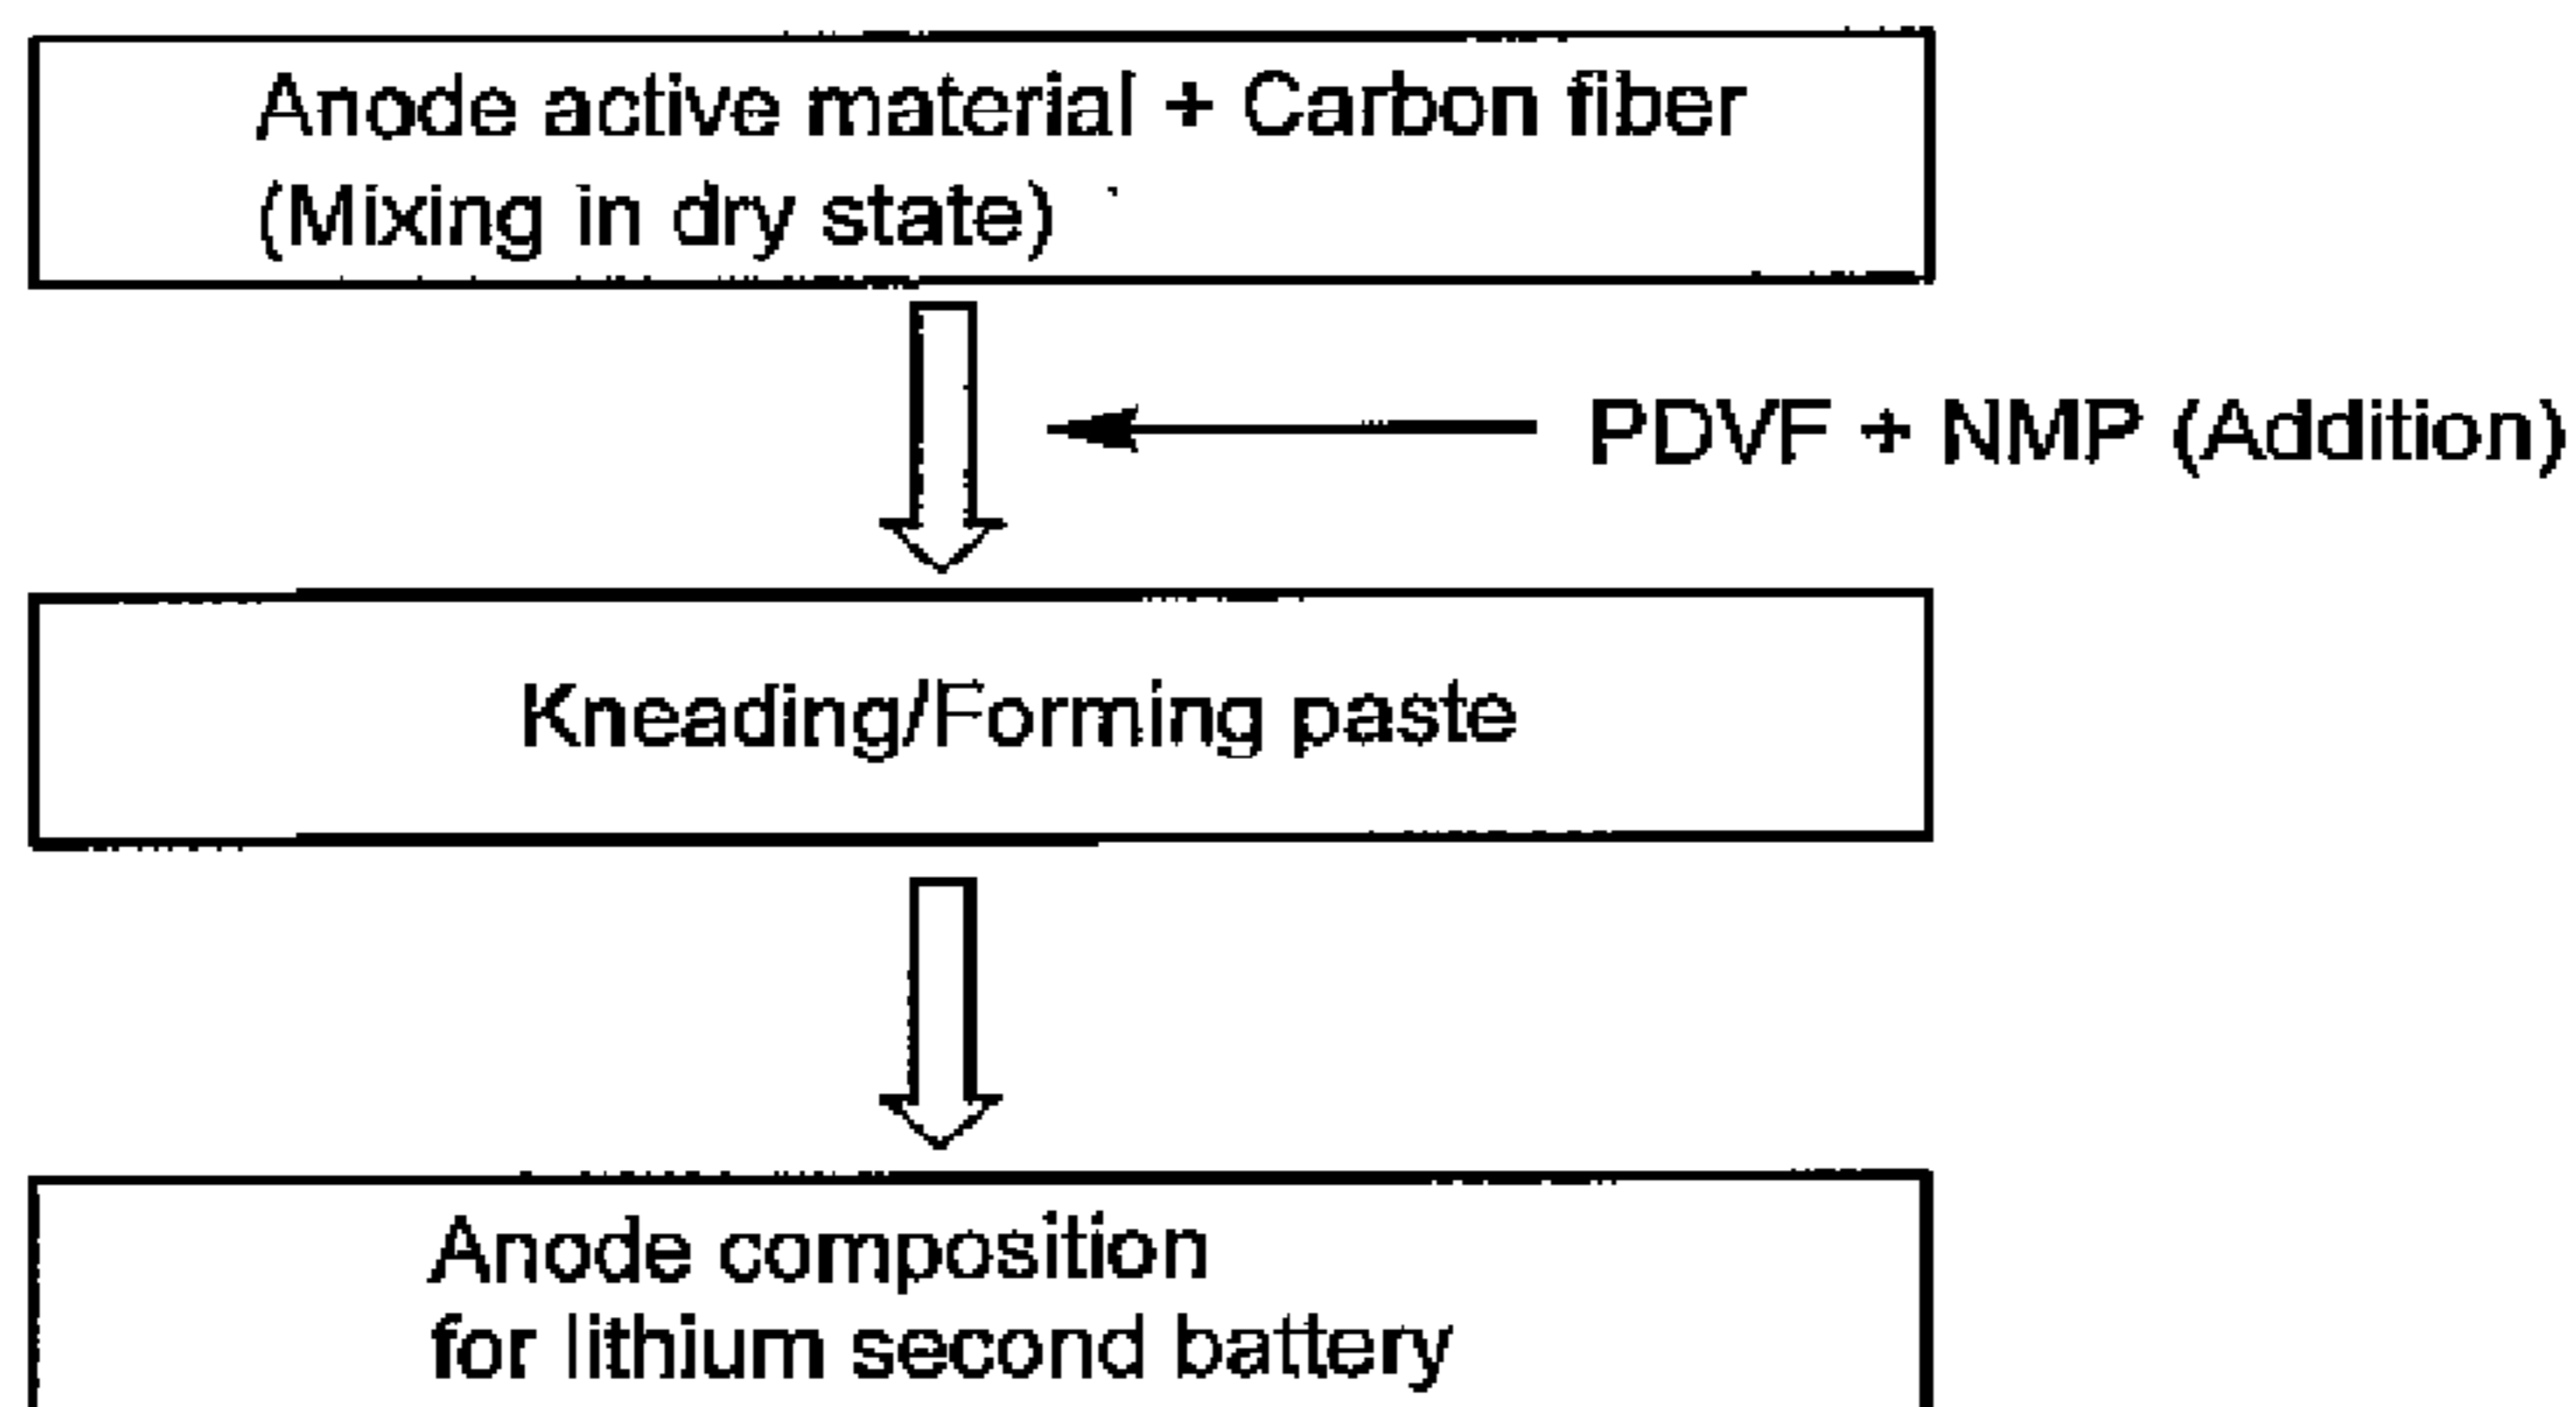 Anode active material + Carbon fiber
(Mixing in dry state)
PDVF + NMP (Addition)
Kneading/Forming paste
Anode composition
for lithium second battery